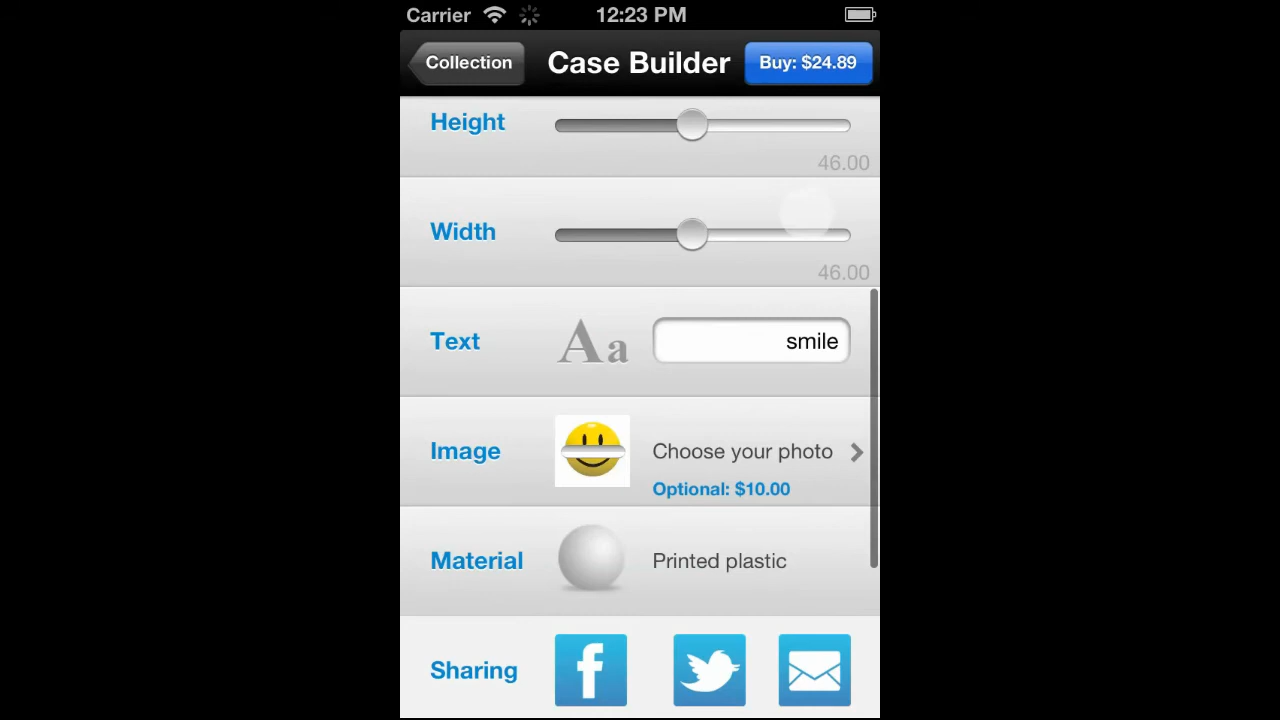 Carrier 12:23 PM
Collection Case Builder Buy: $24.89
Height
46.00
Width
46.00
Text Aa smile
Image Choose your photo
Optional: $10.00
Material Printed plastic
Sharing f